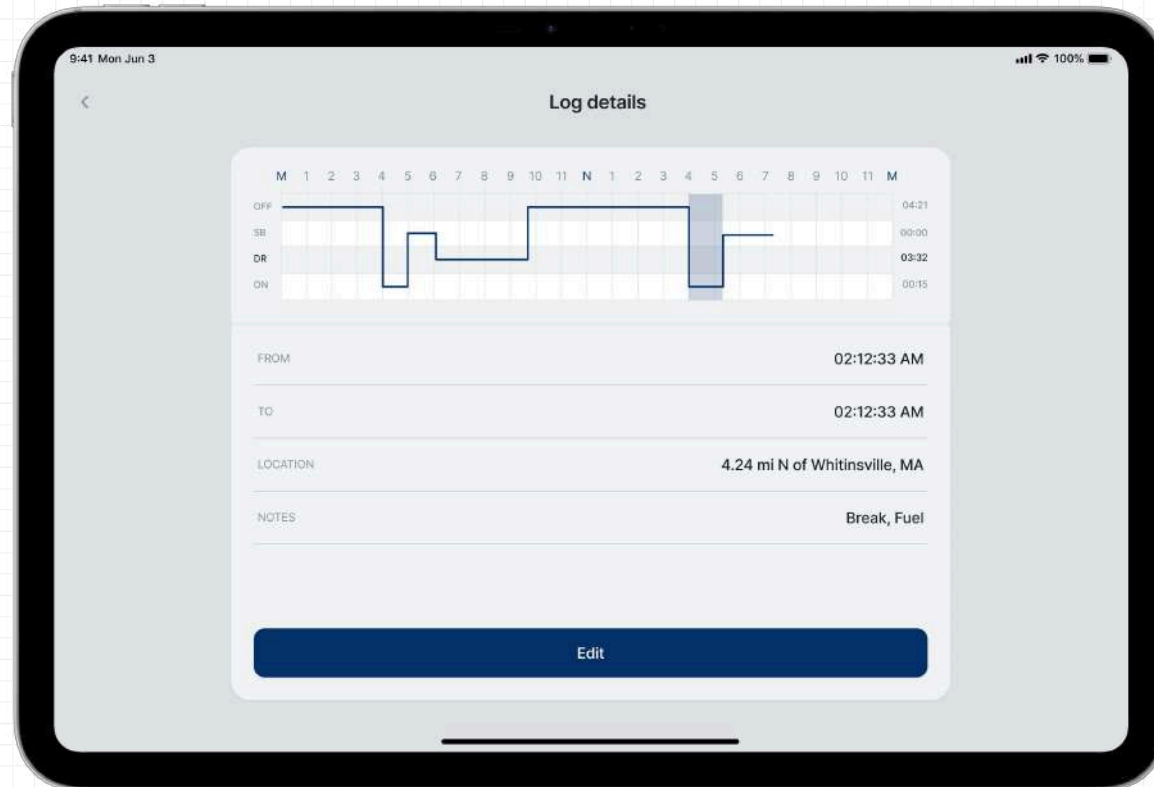 9:41 Mon Jun 3 100%
Log details
M 1 2 3 4 5 6 7 8 9 10 11 N 1 2 3 4 5 6 7 8 9 10 11 M
OFF 04:21
SB 00:00
DR 03:32
ON 00:15
FROM 02:12:33 AM
TO 02:12:33 AM
LOCATION 4.24 mi N of Whitinsville, MA
NOTES Break, Fuel
Edit